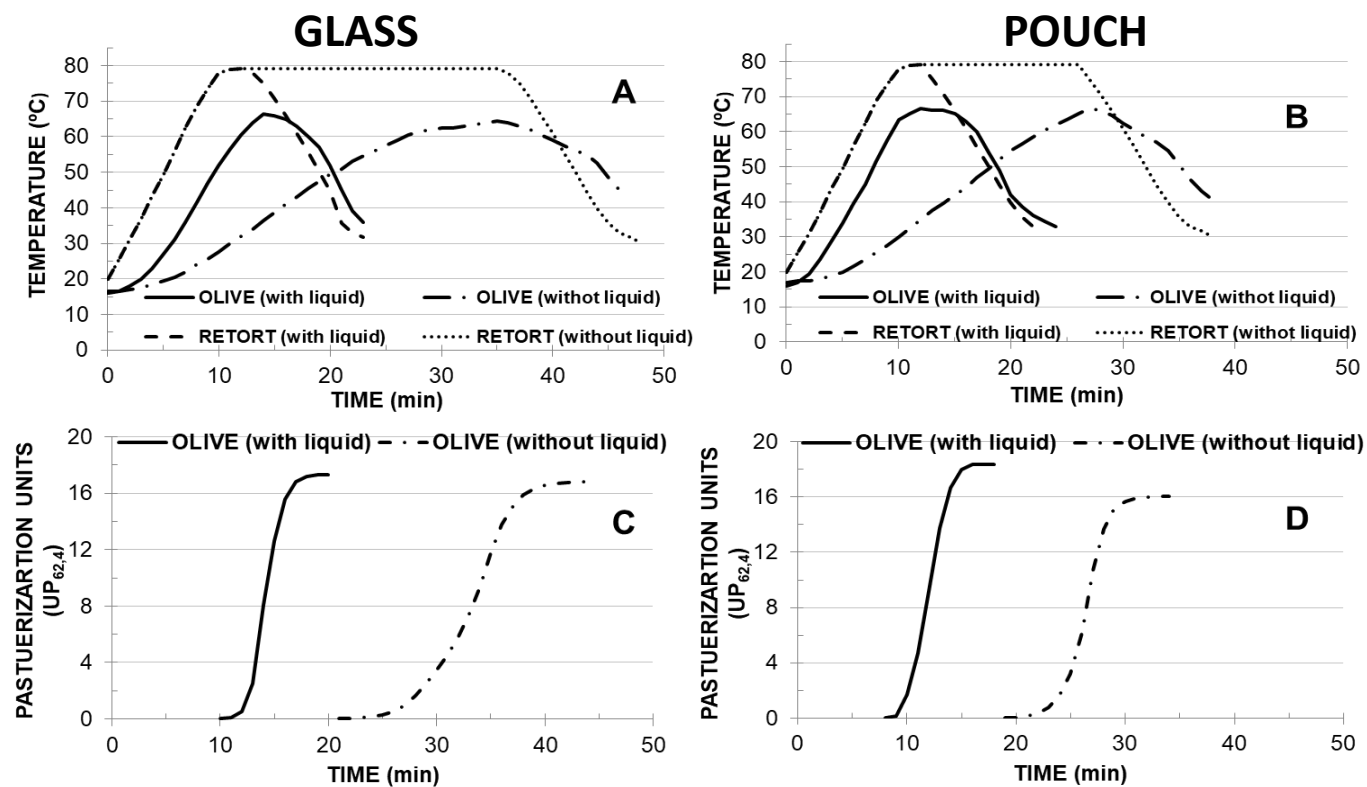 GLASS
POUCH
TEMPERATURE (ºC)
80
70
60
50
40
30
20
10
0
A
OLIVE (with liquid)
OLIVE (withot liquid)
RETORT (with liquid)
RETORT (without liquid)
0 10 20 30 40 50
TIME (min)
TEMPERATURE (ºC)
80
70
60
50
40
30
20
10
0
B
OLIVE (with liquid)
OLIVE (withot liquid)
RETORT (with liquid)
RETORT (withot liquid)
0 10 20 30 40 50
TIME (min)
PASTUERIZARTION UNITS
(UP62,4)
20
16
12
8
4
0
OLIVE (with liquid)
OLIVE (without liquid)
C
0 10 20 30 40 50
TIME (min)
PASTUERIZARTION UNITS
(UP62,4)
20
16
12
8
4
0
OLIVE (with liquid)
OLIVE (without liquid)
D
0 10 20 30 40 50
TIME (min)